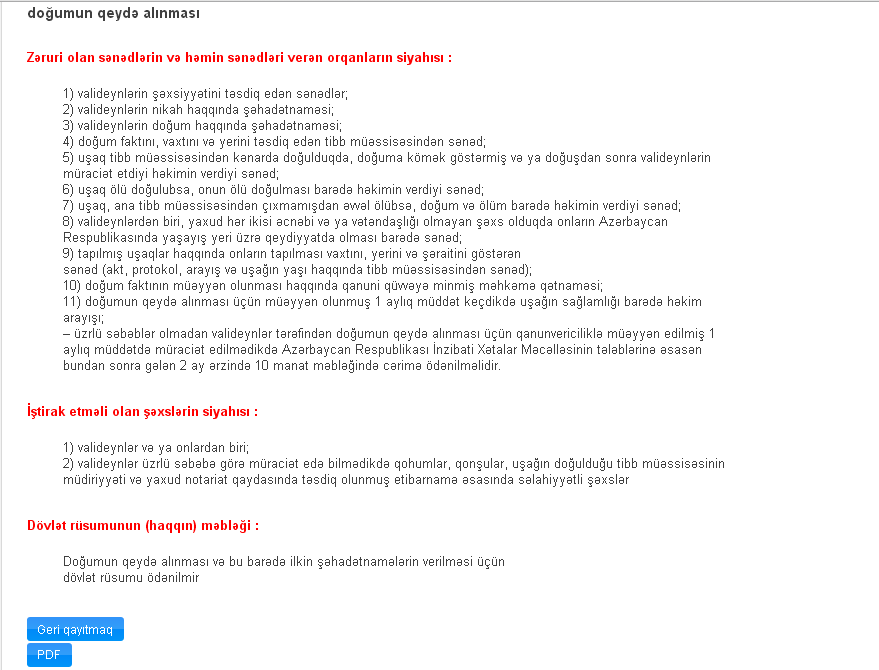 doğumun qeydə alınması
Zəruri olan sənədlərin və həmin sənədləri verən orqanların siyahısı :
1) valideynlərin şəxsiyyətini təsdiq edən sənədlər;
2) valideynlərin nikah haqqında şəhadətnaməsi;
3) valideynlərin doğum haqqında şəhadətnaməsi;
4) doğum faktını, vaxtını və yerini təsdiq edən tibb müəssisəsindən sənəd;
5) uşaq tibb müəssisəsindən kənarda doğulduqda, doğuma kömək göstərmiş və ya doğuşdan sonra valideynlərin
müraciət etdiyi həkimin verdiyi sənəd;
6) uşaq ölü doğulubsa, onun ölü doğulması barədə həkimin verdiyi sənəd;
7) uşaq, ana tibb müəssisəsindən çıxmamışdan əvvəl ölübsə, doğum və ölüm barədə həkimin verdiyi sənəd;
8) valideynlərdən biri, yaxud hər ikisi əcnəbi və ya vətəndaşlığı olmayan şəxs olduqda onların Azərbaycan
Respublikasında yaşayış yeri üzrə qeydiyyatda olması barədə sənəd;
9) tapılmış uşaqlar haqqında onların tapılması vaxtını, yerini və şəraitini göstərən
sənəd (akt, protokol, arayış və uşağın yaşı haqqında tibb müəssisəsindən sənəd);
10) doğum faktının müəyyən olunması haqqında qanuni qüvvəyə minmiş məhkəmə qətnaməsi;
11) doğumun qeydə alınması üçün müəyyən olunmuş 1 aylıq müddət keçdikdə uşağın sağlamlığı barədə həkim
arayışı;
– üzrlü səbəblər olmadan valideynlər tərəfindən doğumun qeydə alınması üçün qanunvericiliklə müəyyən edilmiş 1
aylıq müddətdə müraciət edilmədikdə Azərbaycan Respublikası İnzibati Xətalar Məcəlləsinin tələblərinə əsasən
bundan sonra gələn 2 ay ərzində 10 manat məbləğində cərimə ödənilməlidir.
İştirak etməli olan şəxslərin siyahısı :
1) valideynlər və ya onlardan biri;
2) valideynlər üzrlü səbəbə görə müraciət edə bilmədikdə qohumlar, qonşular, uşağın doğulduğu tibb müəssisəsinin
müdiriyyəti və yaxud notariat qaydasında təsdiq olunmuş etibarnamə əsasında səlahiyyətli şəxslər
Dövlət rüsumunun (haqqın) məbləği :
Doğumun qeydə alınması və bu barədə ilkin şəhadətnamələrin verilməsi üçün
dövlət rüsumu ödənilmir
Geri qayıtmaq
PDF